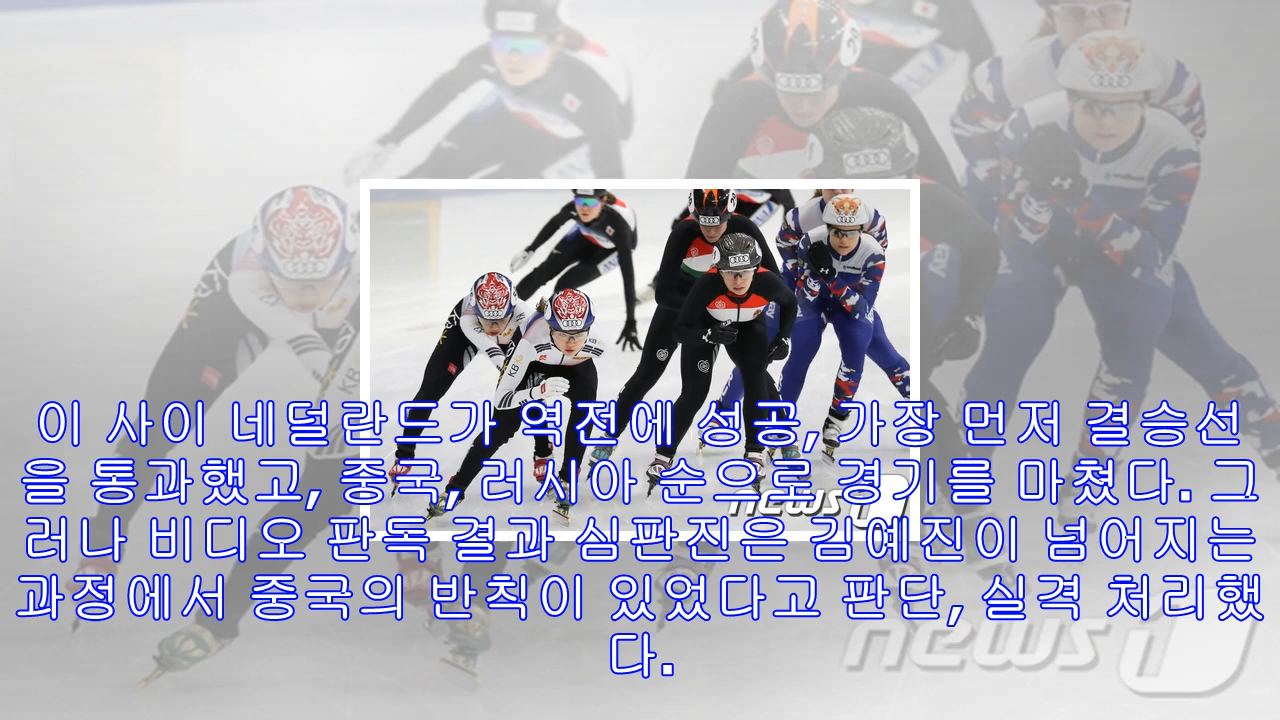 이 사이 네덜란드가 역전에 성공, 가장 먼저 결승선
을 통과했고, 중국, 러시아 순으로 경기를 마쳤다. 그
러나 비디오 판독 결과 심판진은 김예진이 넘어지는
과정에서 중국의 반칙이 있었다고 판단, 실격 처리했
다.
news1
KB
news1